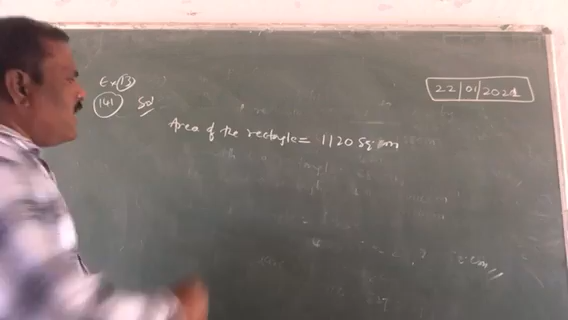 Ex 13
22/01/2021
141 Sol
Area of the rectangle = 1120 sq. cm